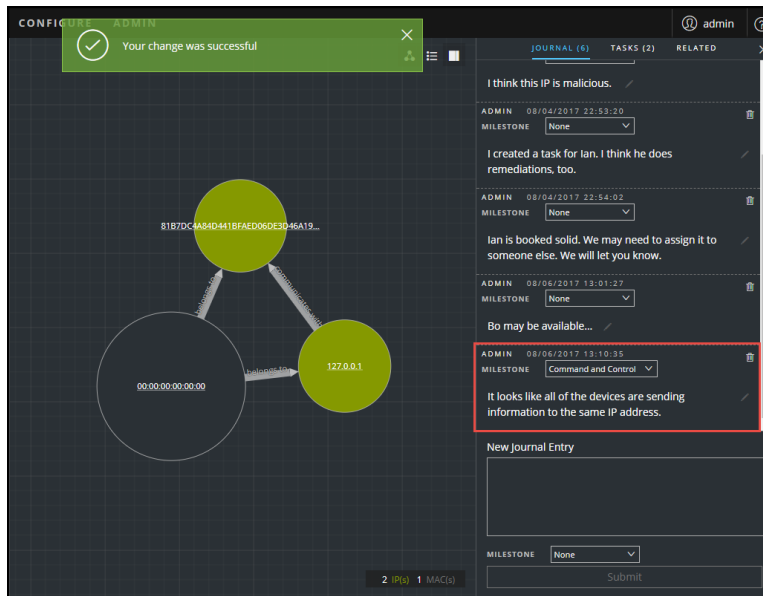 CONFIGURE ADMIN
admin
Your change was successful
JOURNAL (6) TASKS (2) RELATED
I think this IP is malicious.
ADMIN 08/04/2017 22:53:20
MILESTONE None
I created a task for Ian. I think he does
remediations, too.
ADMIN 08/04/2017 22:54:02
MILESTONE None
Ian is booked solid. We may need to assign it to
someone else. We will let you know.
ADMIN 08/06/2017 13:01:27
MILESTONE None
Bo may be available...
ADMIN 08/06/2017 13:10:35
MILESTONE Command and Control
It looks like all of the devices are sending
information to the same IP address.
New Journal Entry
MILESTONE None
Submit
81B7DC4A84D441BFAED06DE3D46A19...
belongs to
communicates with
127.0.0.1
belongs to
00:00:00:00:00:00
2 IP(s) 1 MAC(s)